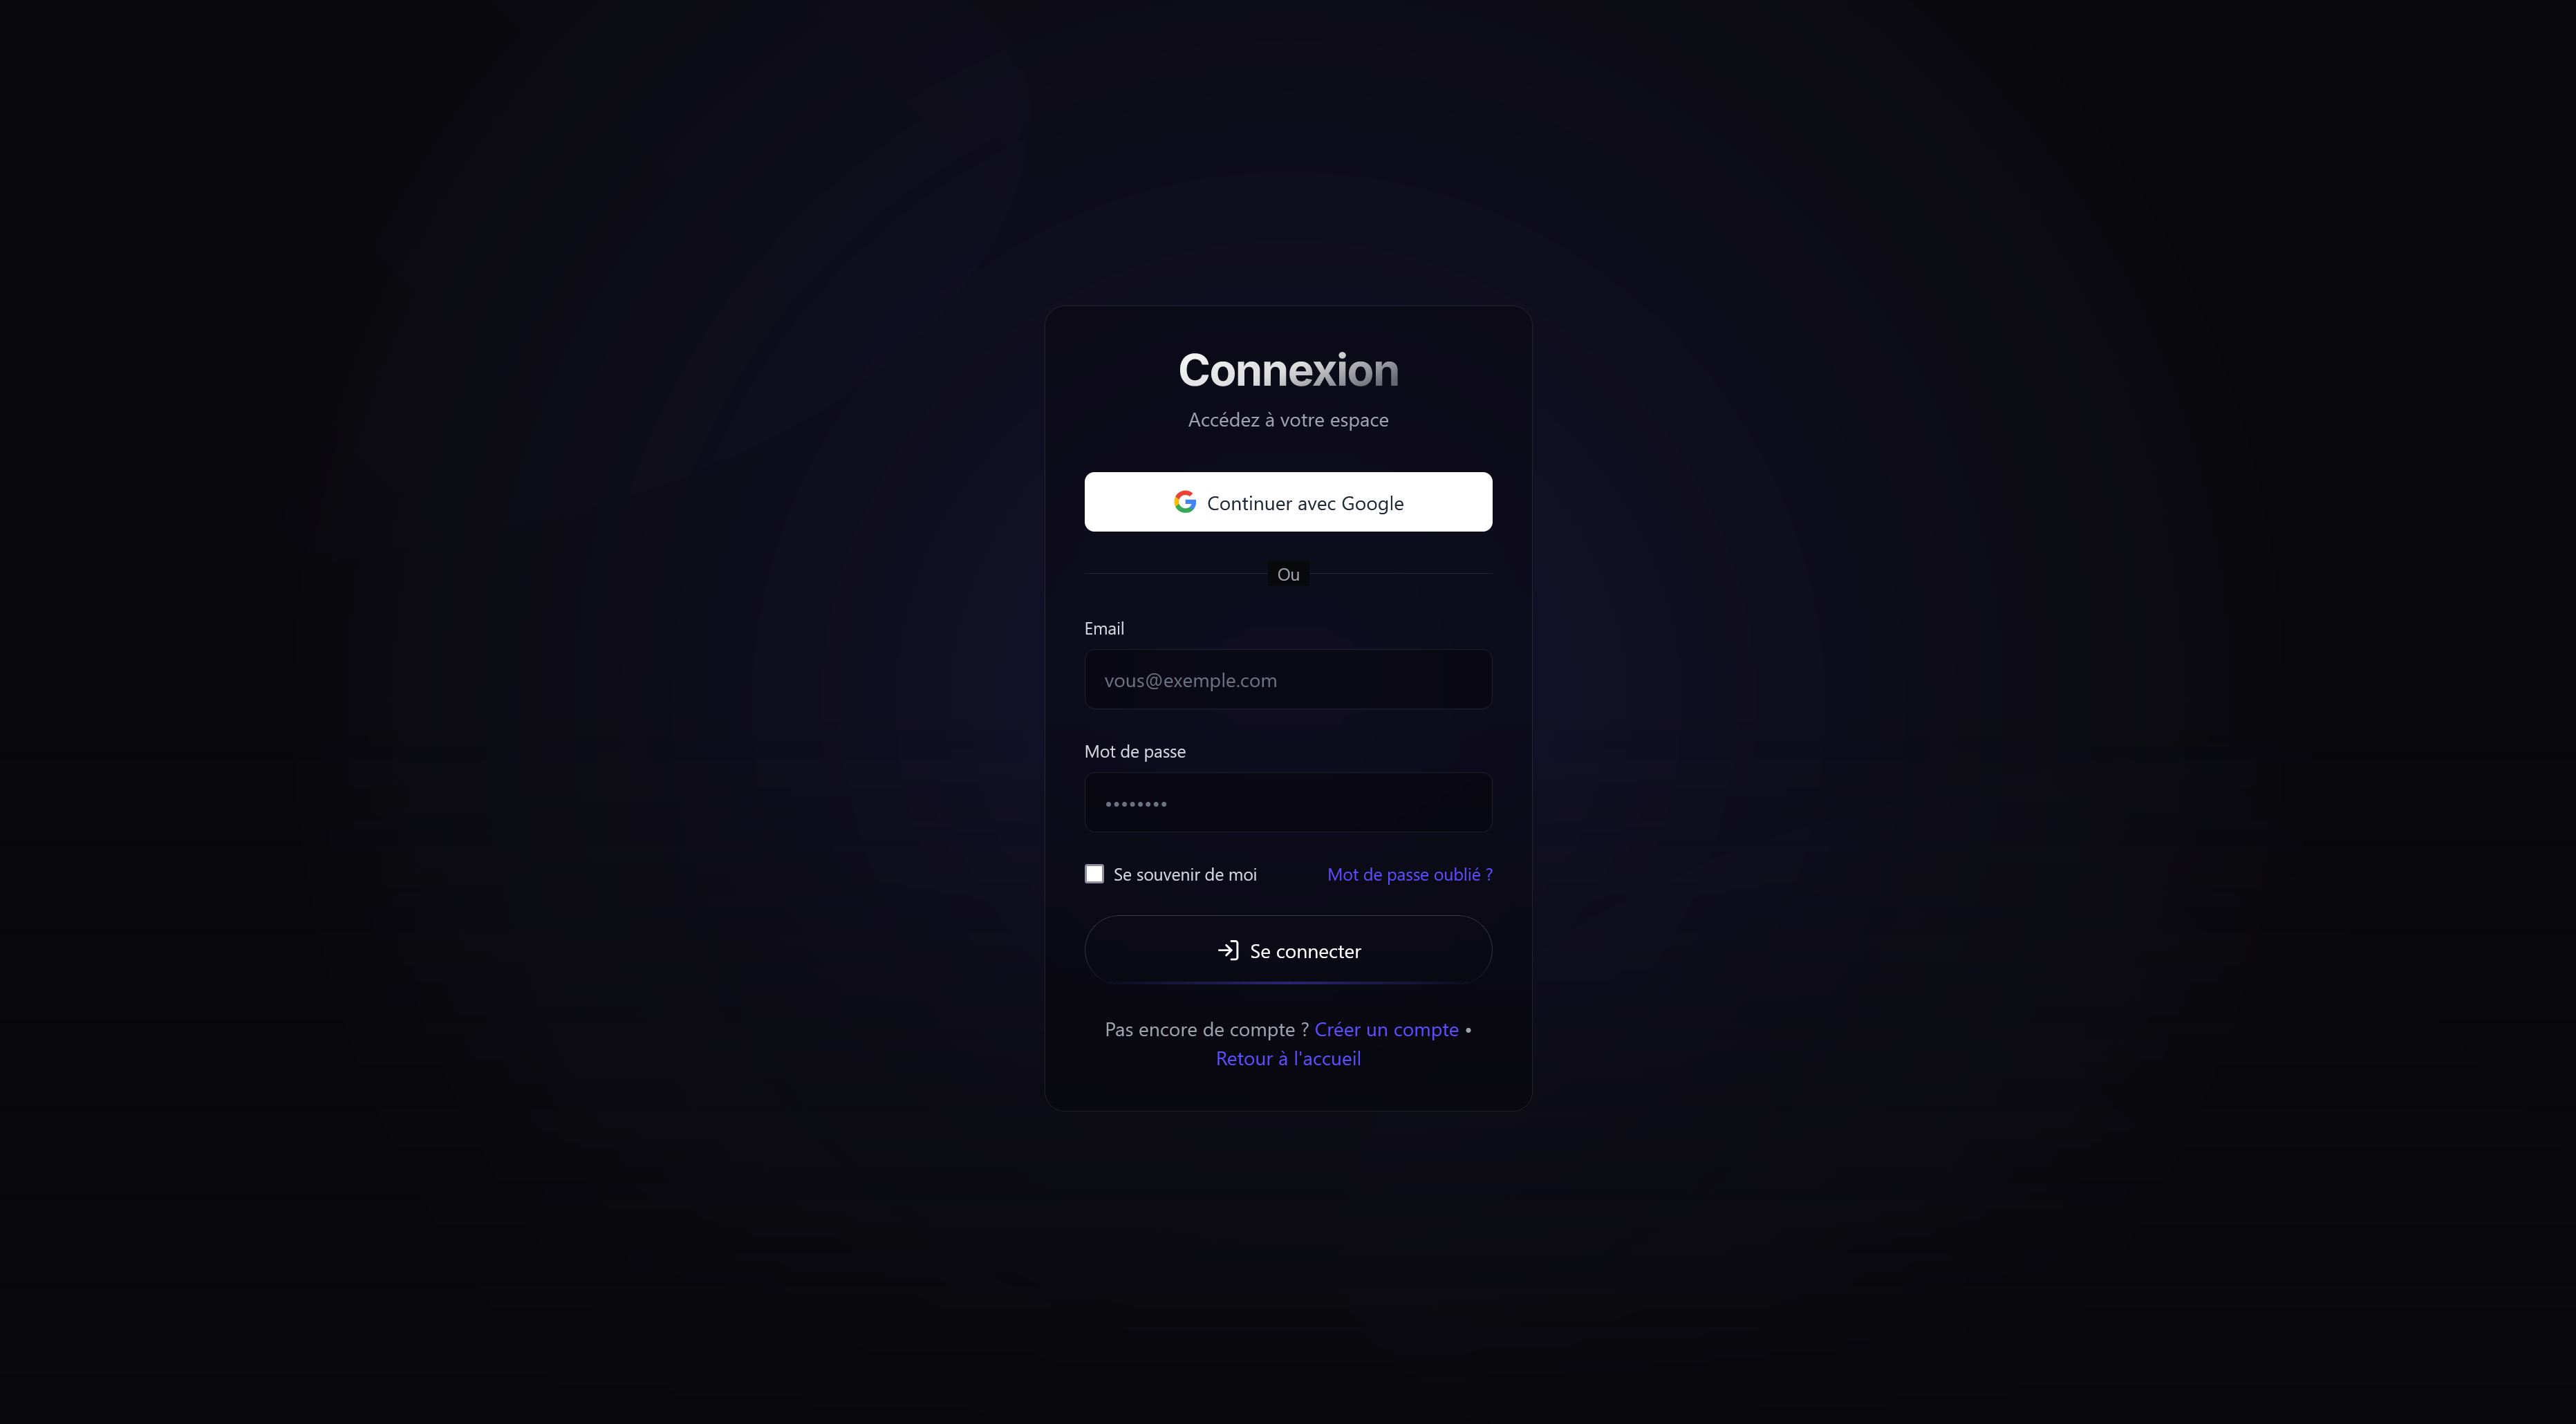 Connexion
Accédez à votre espace
Continuer avec Google
Ou
Email
vous@exemple.com
Mot de passe
••••••••
Se souvenir de moi
Mot de passe oublié ?
Se connecter
Pas encore de compte ? Créer un compte •
Retour à l'accueil